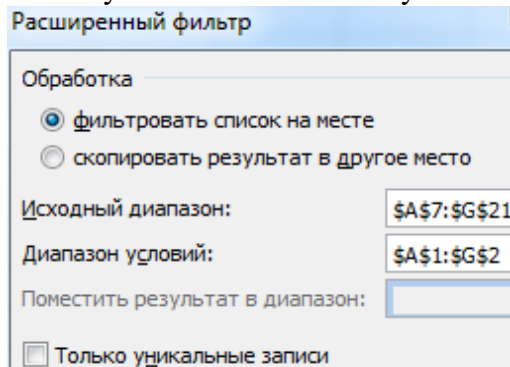 Расширенный фильтр
Обработка
фильтровать список на месте
скопировать результат в другое место
Исходный диапазон: $A$7:$G$21
Диапазон условий: $A$1:$G$2
Поместить результат в диапазон:
Только уникальные записи